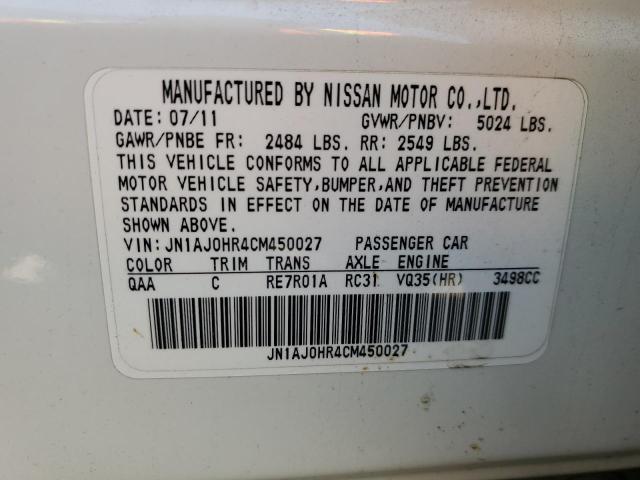 MANUFACTURED BY NISSAN MOTOR CO.,LTD.
DATE: 07/11 GVWR/PNBV: 5024 LBS.
GAWR/PNBE FR: 2484 LBS. RR: 2549 LBS.
THIS VEHICLE CONFORMS TO ALL APPLICABLE FEDERAL
MOTOR VEHICLE SAFETY,BUMPER,AND THEFT PREVENTION
STANDARDS IN EFFECT ON THE DATE OF MANUFACTURE
SHOWN ABOVE.
VIN:JN1AJ0HR4CM450027 PASSENGER CAR
COLOR TRIM TRANS AXLE ENGINE
QAA C RE7R01A RC31 VQ35(HR) 3498CC
JN1AJ0HR4CM450027